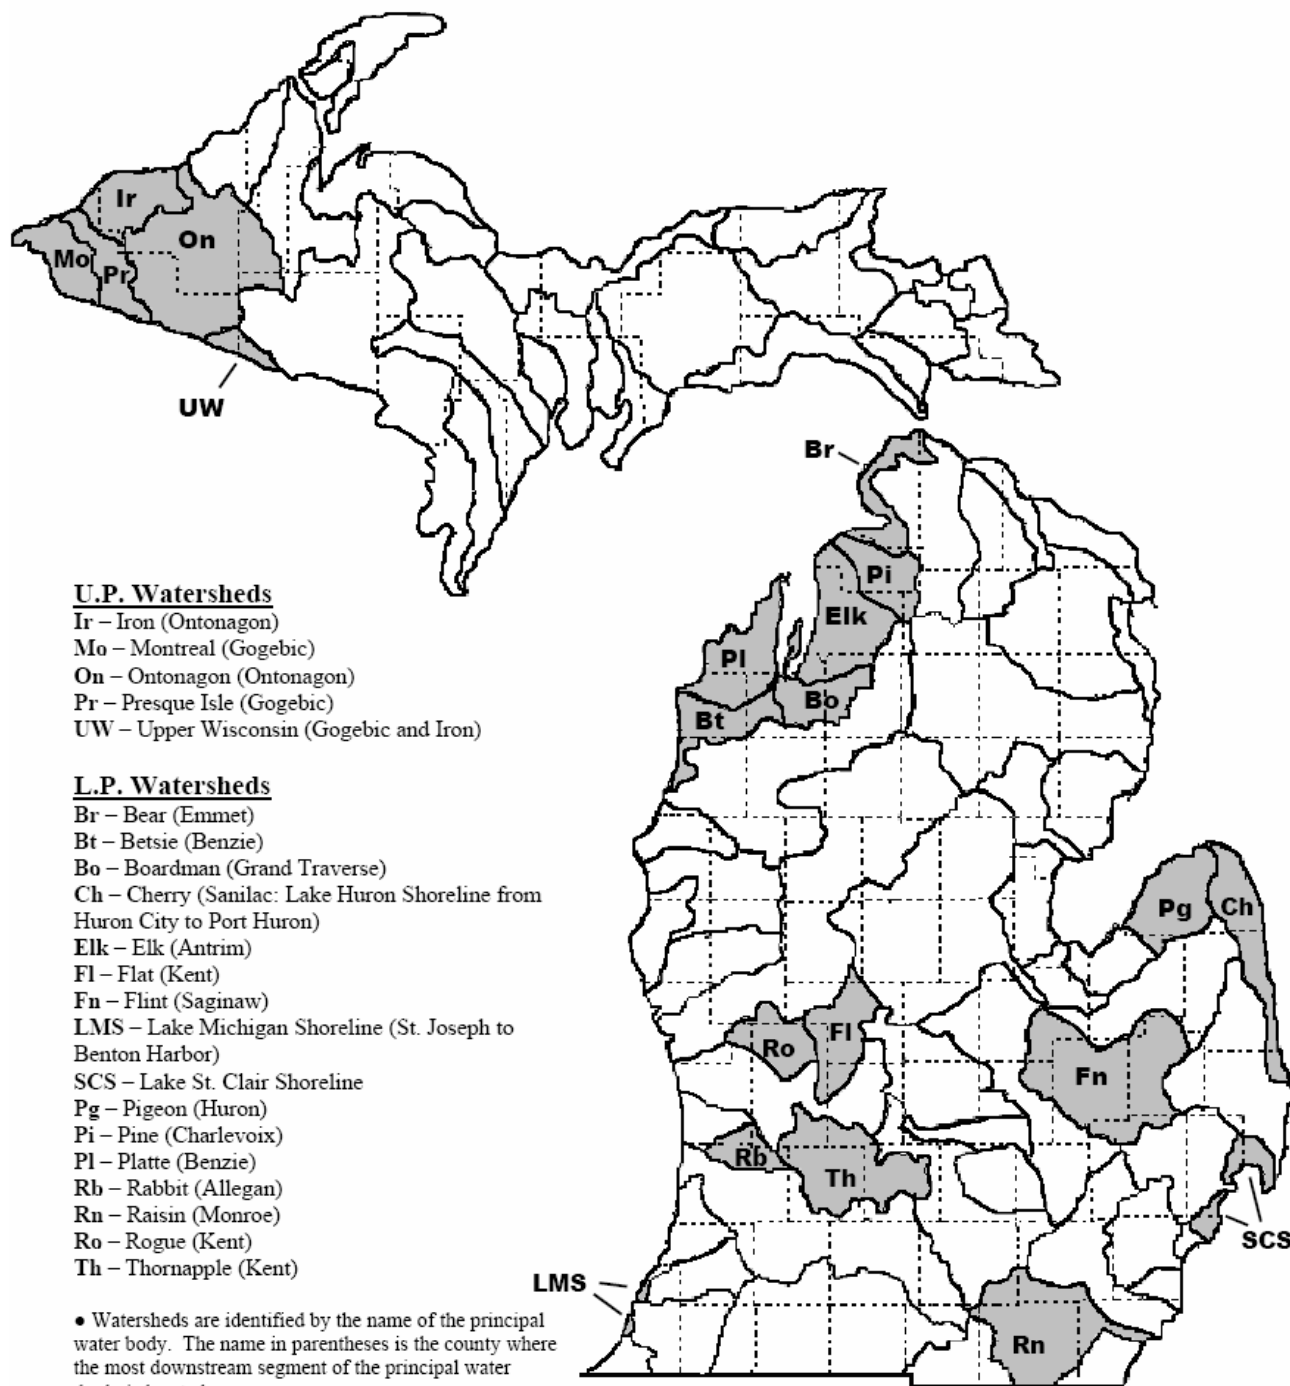 Ir
On
Mo
Pr
UW
Br
Pi
Elk
Pl
Bo
Bt
U.P. Watersheds
Ir – Iron (Ontonagon)
Mo – Montreal (Gogebic)
On – Ontonagon (Ontonagon)
Pr – Presque Isle (Gogebic)
UW – Upper Wisconsin (Gogebic and Iron)
L.P. Watersheds
Br – Bear (Emmet)
Bt – Betsie (Benzie)
Bo – Boardman (Grand Traverse)
Ch – Cherry (Sanilac: Lake Huron Shoreline from
Huron City to Port Huron)
Elk – Elk (Antrim)
Fl – Flat (Kent)
Fn – Flint (Saginaw)
LMS – Lake Michigan Shoreline (St. Joseph to
Benton Harbor)
SCS – Lake St. Clair Shoreline
Pg – Pigeon (Huron)
Pi – Pine (Charlevoix)
Pl – Platte (Benzie)
Rb – Rabbit (Allegan)
Rn – Raisin (Monroe)
Ro – Rogue (Kent)
Th – Thornapple (Kent)
Pg
Ch
Ro
Fl
Fn
Rb
Th
SCS
LMS
Rn
● Watersheds are identified by the name of the principal
water body. The name in parentheses is the county where
the most downstream segment of the principal water